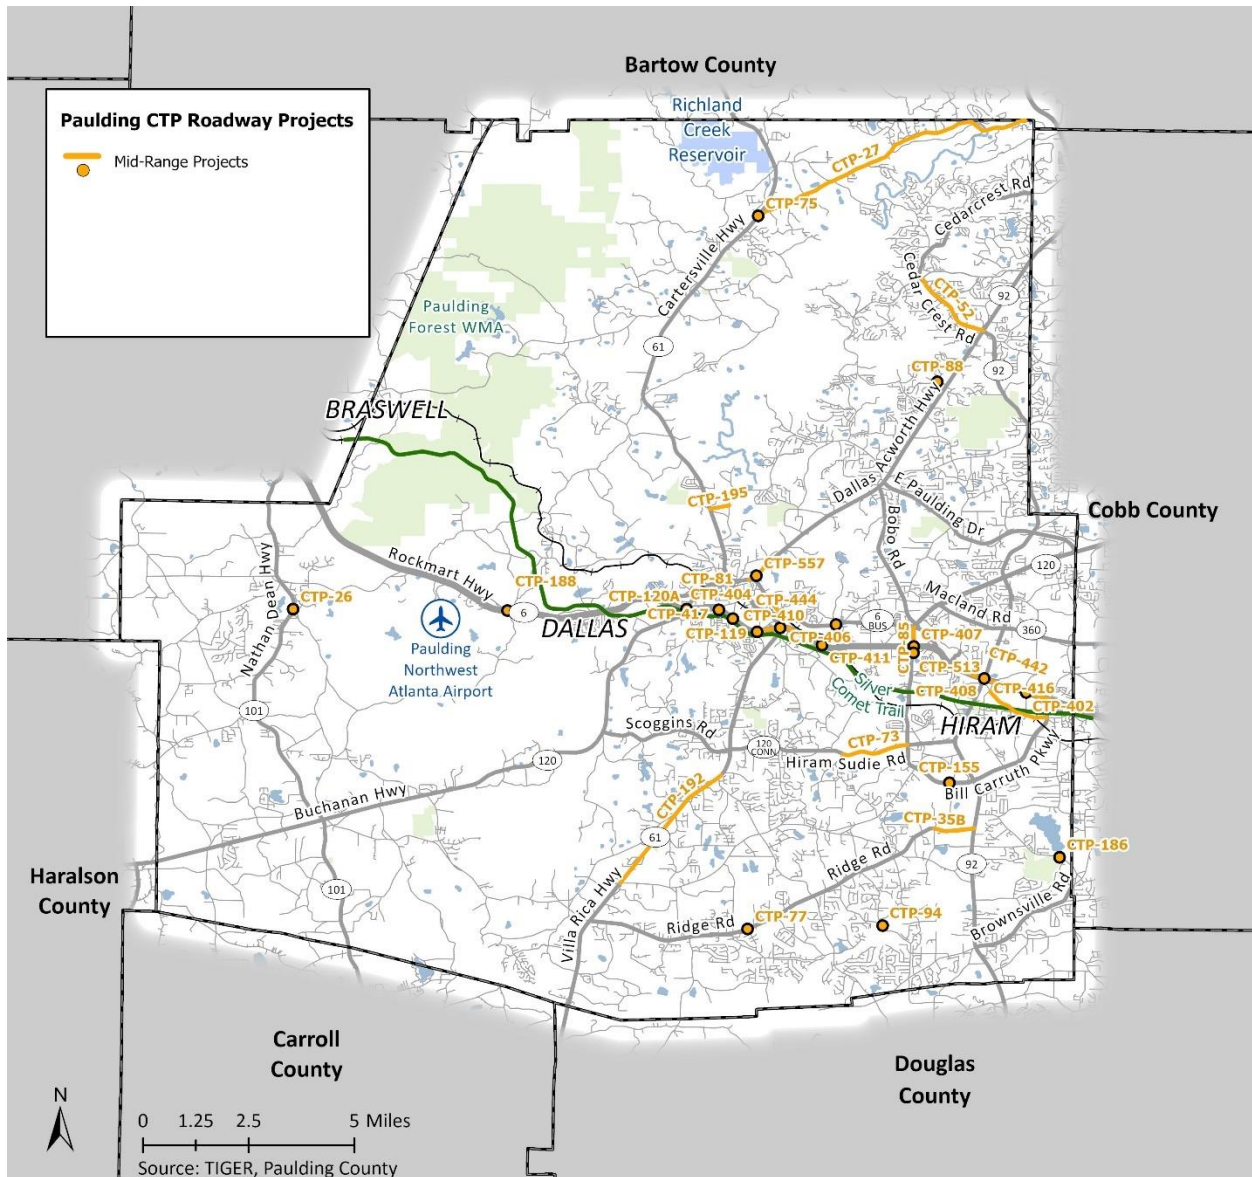 Bartow County
Paulding CTP Roadway Projects
Mid-Range Projects
Richland
Creek
Reservoir
CTP-27
CTP-75
Cedarcrest Rd
Cartersville Hwy
Cedar Crest Rd
CTP-52
92
Paulding
Forest WMA
61
92
CTP-88
BRASWELL
Dallas Acworth Hwy
CTP-195
E Paulding Dr
Cobb County
Bobo Rd
Nathan Dean Hwy
Rockmart Hwy
CTP-557
120
CTP-188
CTP-81
CTP-26
CTP-120A
CTP-404
CTP-444
Macland Rd
6
CTP-417
CTP-410
6
BUS
360
DALLAS
CTP-119
CTP-406
CTP-85
CTP-407
Paulding
Northwest
Atlanta Airport
CTP-411
CTP-513
CTP-442
Silver
Comet Trail
CTP-408
CTP-416
CTP-402
101
Scoggins Rd
HIRAM
120
CONN
CTP-73
120
Hiram Sudie Rd
CTP-155
Bill Carruth Pkwy
CTP-192
Buchanan Hwy
CTP-35B
61
92
CTP-186
Ridge Rd
Haralson
County
101
Villa Rica Hwy
Ridge Rd
CTP-77
CTP-94
Brownsville Rd
Carroll
County
Douglas
County
N
0 1.25 2.5 5 Miles
Source: TIGER, Paulding County